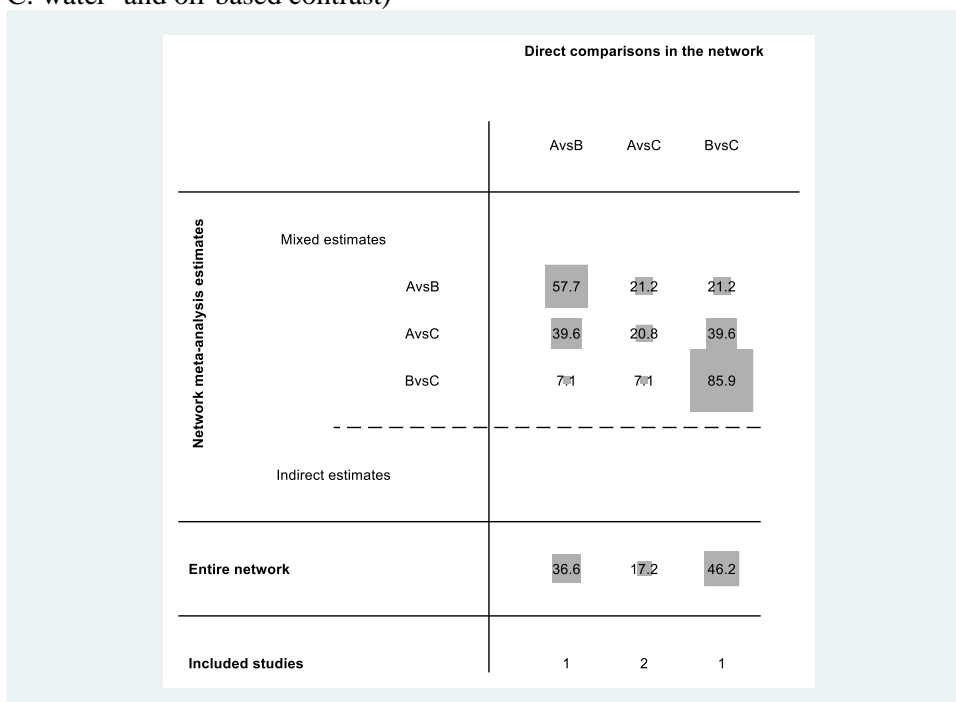 C: water- and oil-based contrast)
Direct comparisons in the network
AvsB AvsC BvsC
Network meta-analysis estimates
Mixed estimates
AvsB 57.7 21.2 21.2
AvsC 39.6 20.8 39.6
BvsC 7.1 7.1 85.9
Indirect estimates
Entire network 36.6 17.2 46.2
Included studies 1 2 1